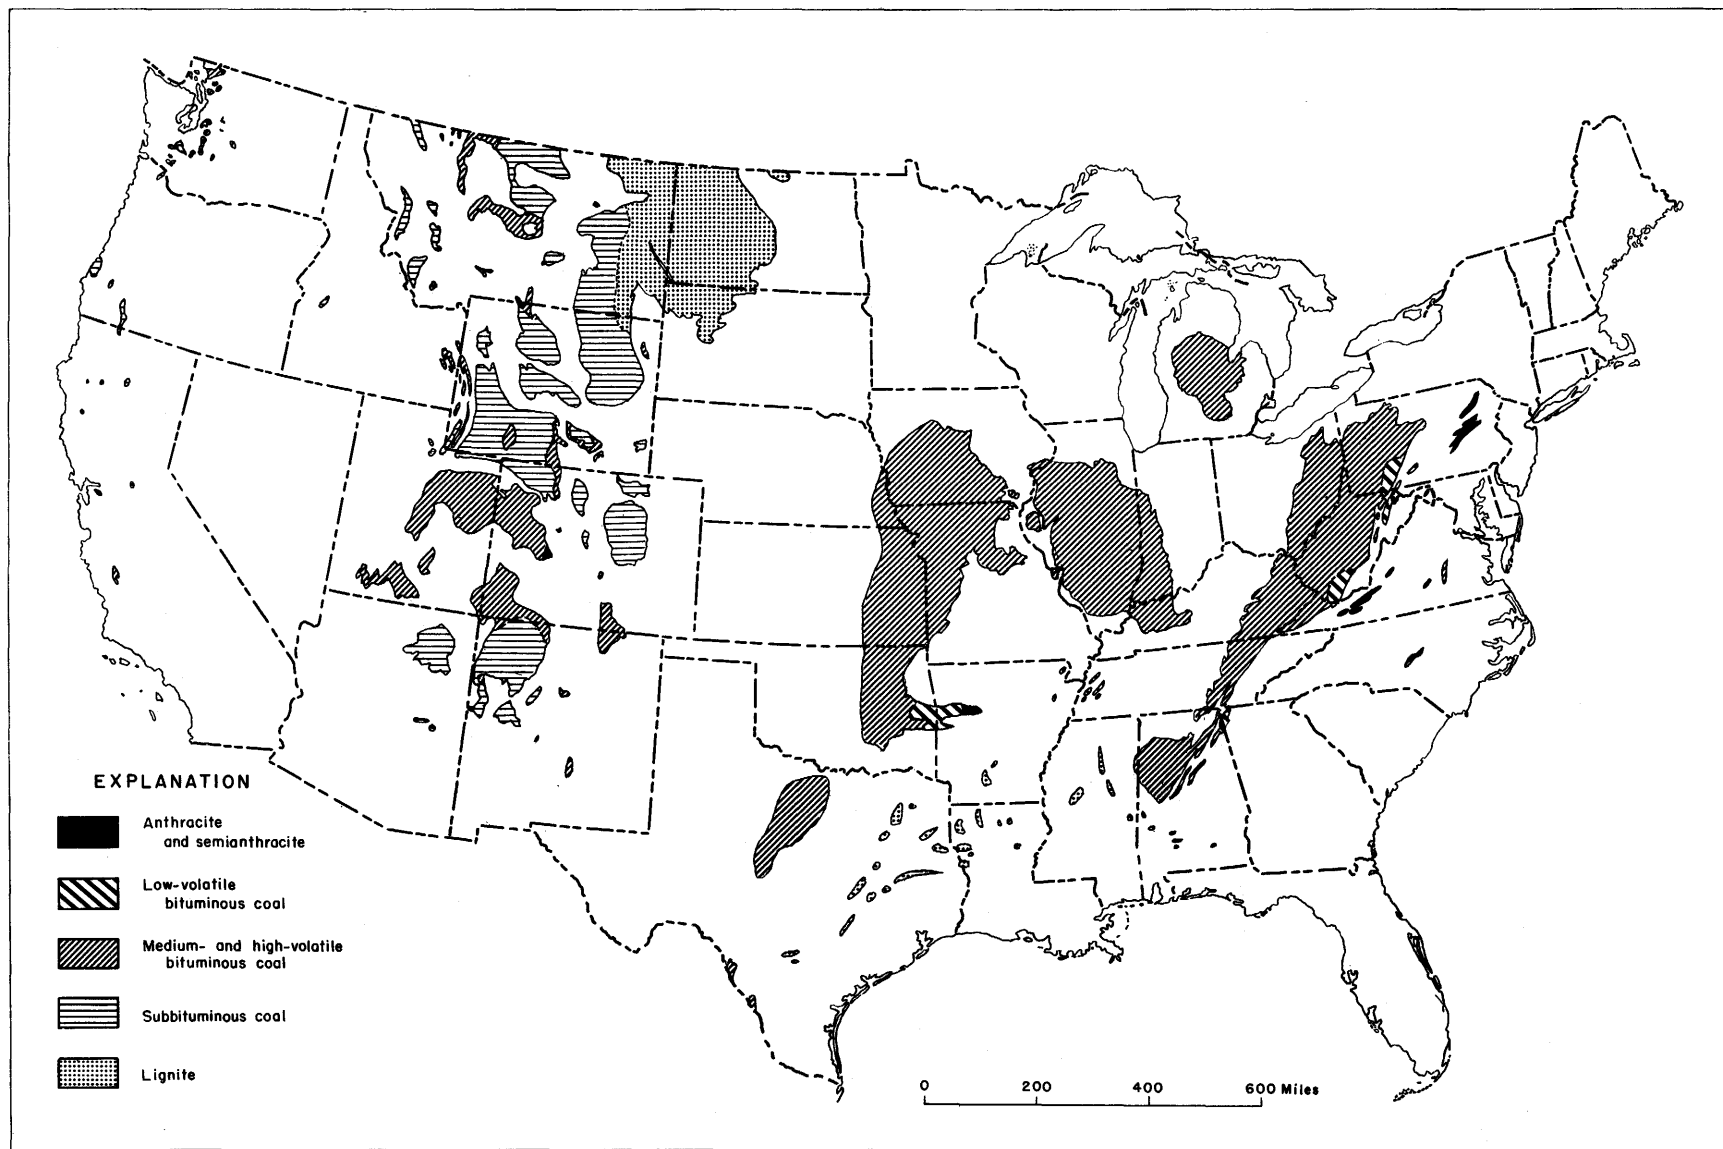 EXPLANATION
Anthracite
and semianthracite
Low-volatile
bituminous coal
Medium- and high-volatile
bituminous coal
Subbituminous coal
Lignite
0 200 400 600 Miles